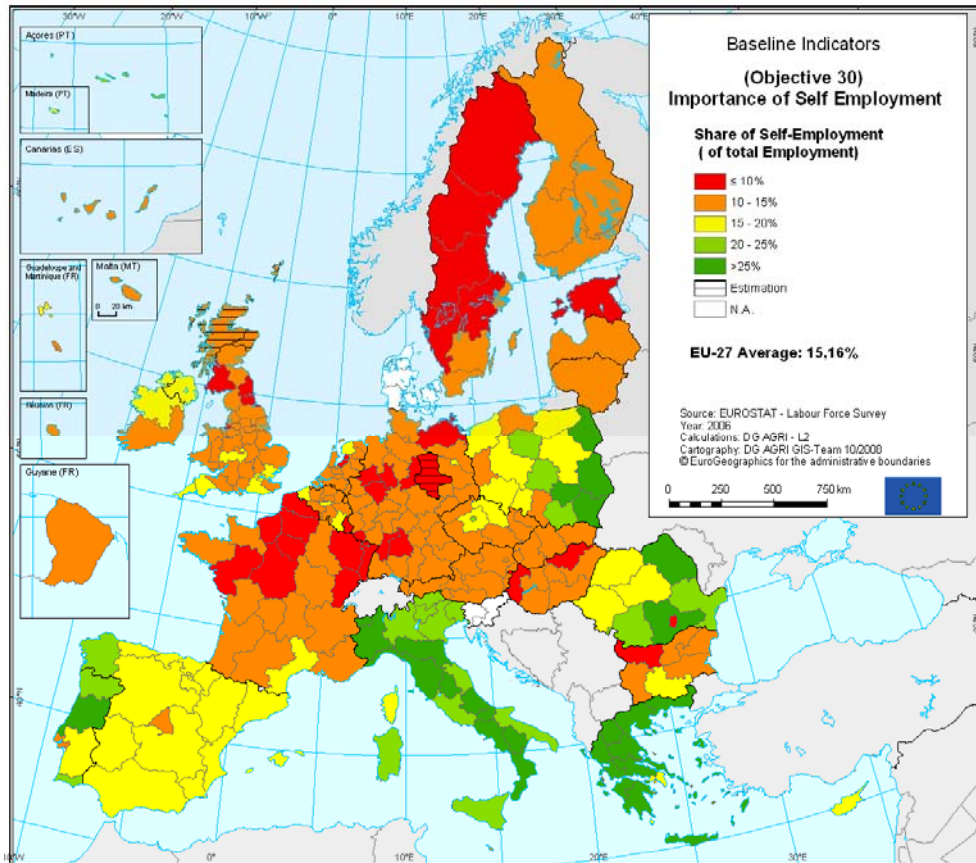 30°W
20°W
10°W
0°
10°E
20°E
30°E
Açores (PT)
Madeira (PT)
Canarias (ES)
Guadeloupe and
Martinique (FR)
Malta (MT)
0 20 km
Réunion (FR)
Guyane (FR)
Baseline Indicators
(Objective 30)
Importance of Self Employment
Share of Self-Employment
( of total Employment)
≤ 10%
10 - 15%
15 - 20%
20 - 25%
>25%
Estimation
N.A.
EU-27 Average: 15,16%
Source: EUROSTAT - Labour Force Survey
Year: 2006
Calculations: DG AGRI - L2
Cartography: DG AGRI GIS-Team 10/2008
© EuroGeographics for the administrative boundaries
0 250 500 750 km
40°N
10°W
0°
10°E
20°E
30°E